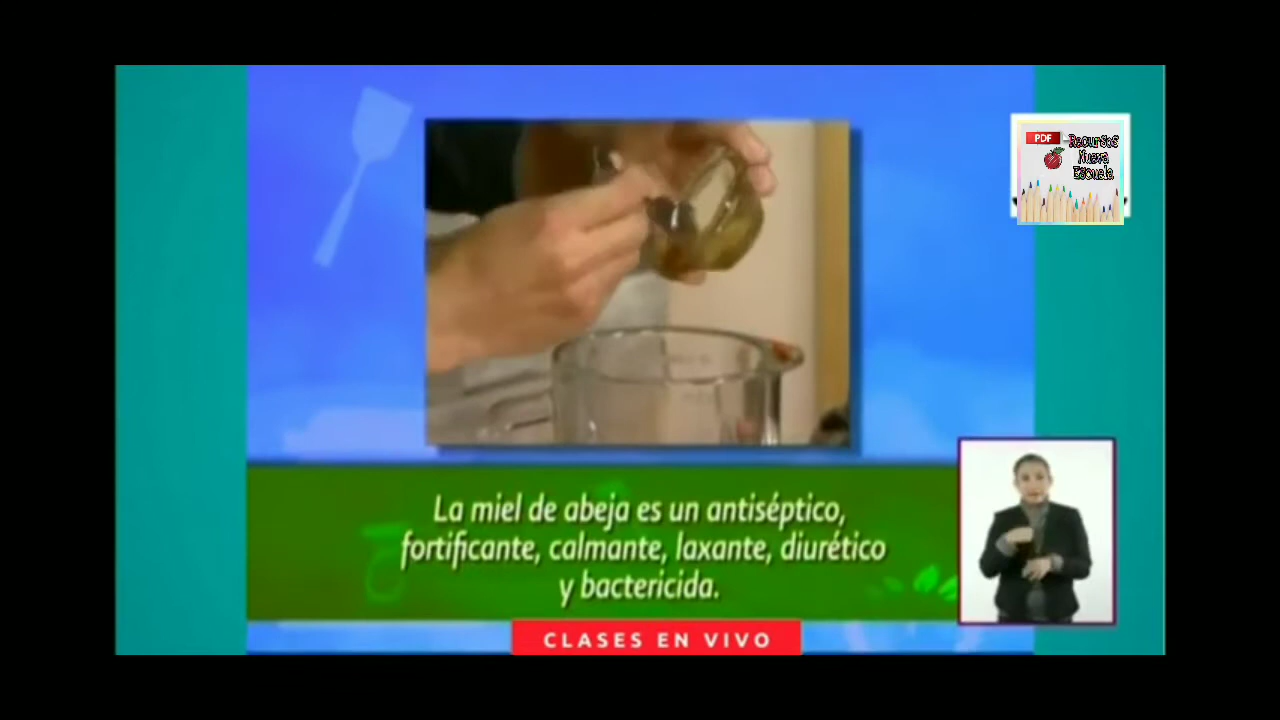 PDF
Recursos
Nueva
Escuela
La miel de abeja es un antiséptico,
fortificante, calmante, laxante, diurético
y bactericida.
CLASES EN VIVO